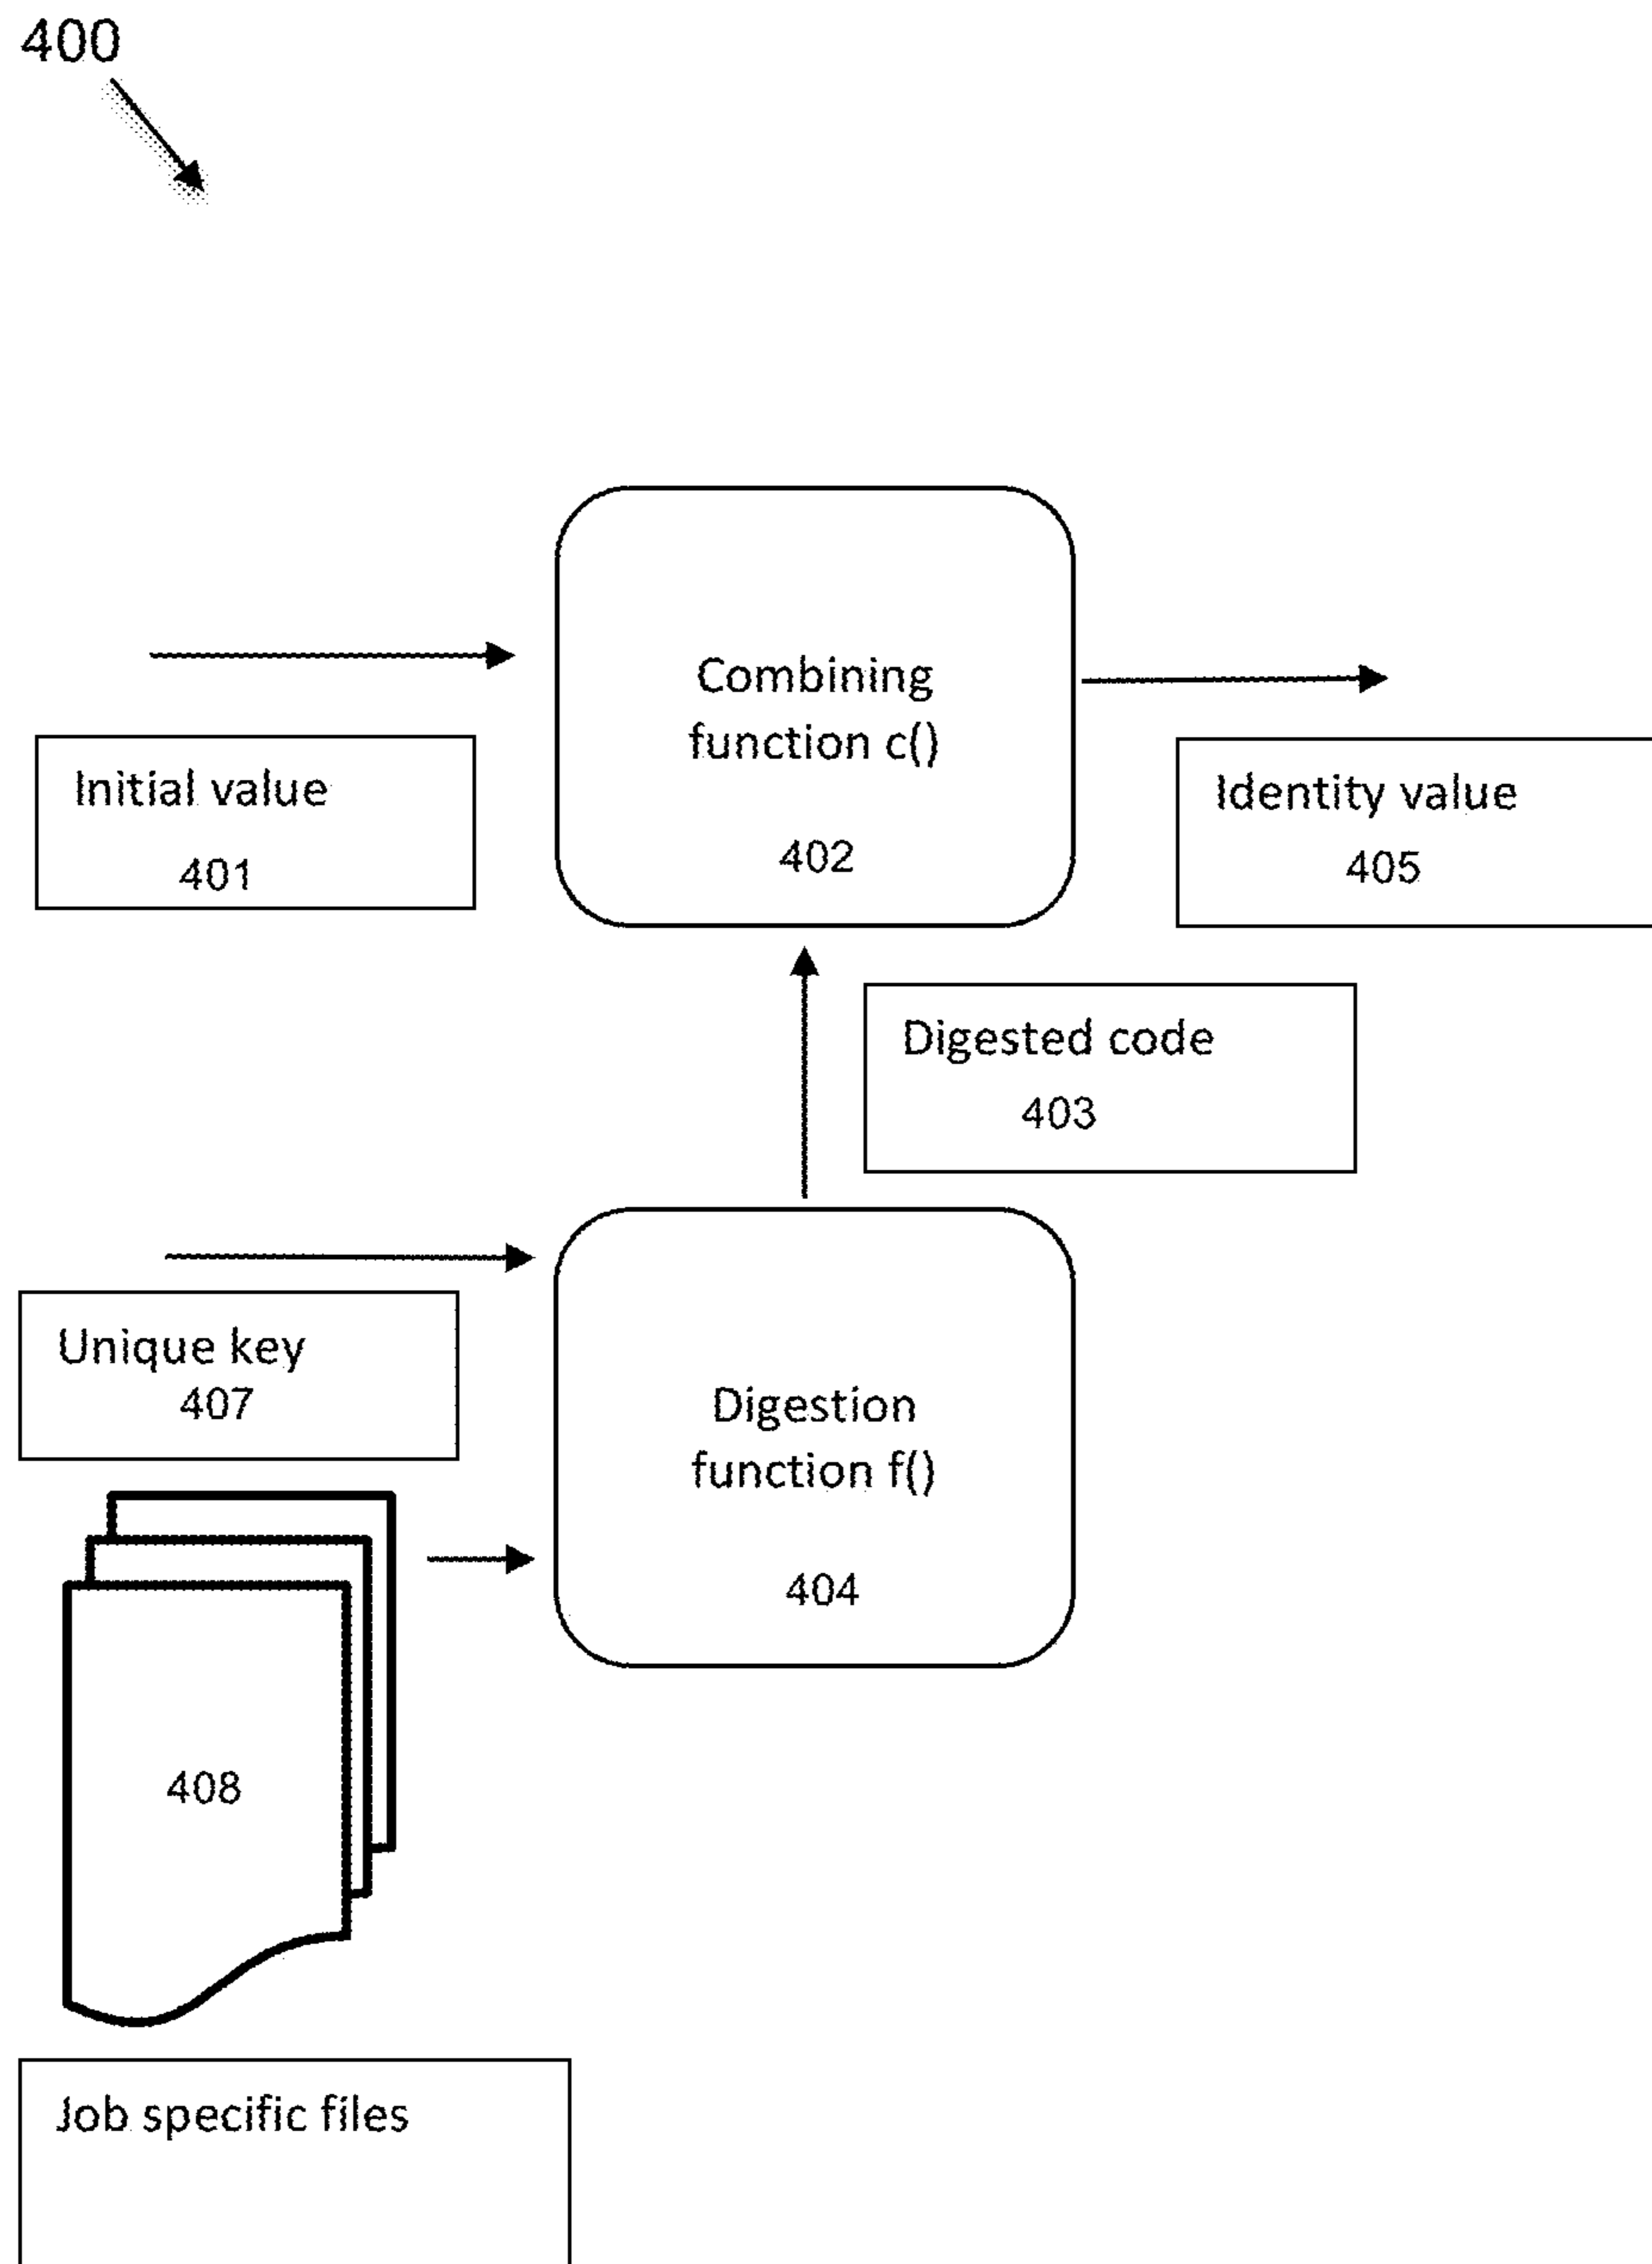 400
Combining
function c()
402
Initial value
401
Identity value
405
Digested code
403
Unique key
407
Digestion
function f()
404
408
Job specific files